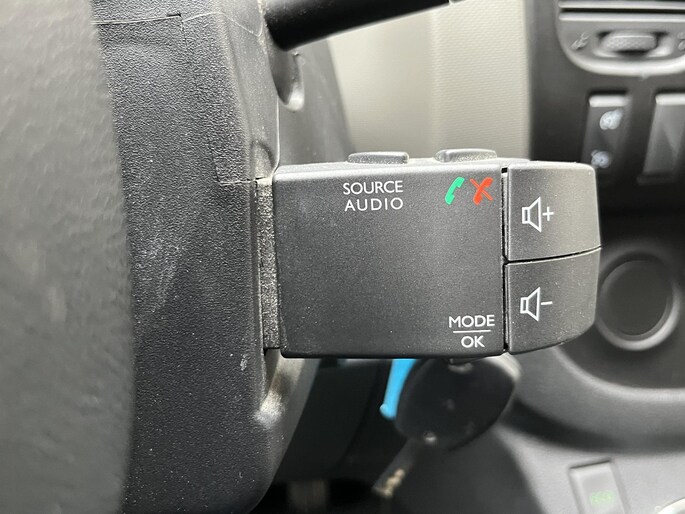 SOURCE
AUDIO
+
-
MODE
OK